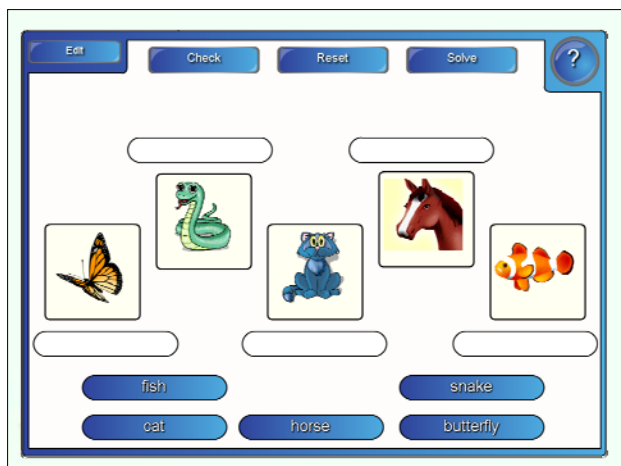 Edit
Check Reset Solve ?
fish snake
cat horse butterfly